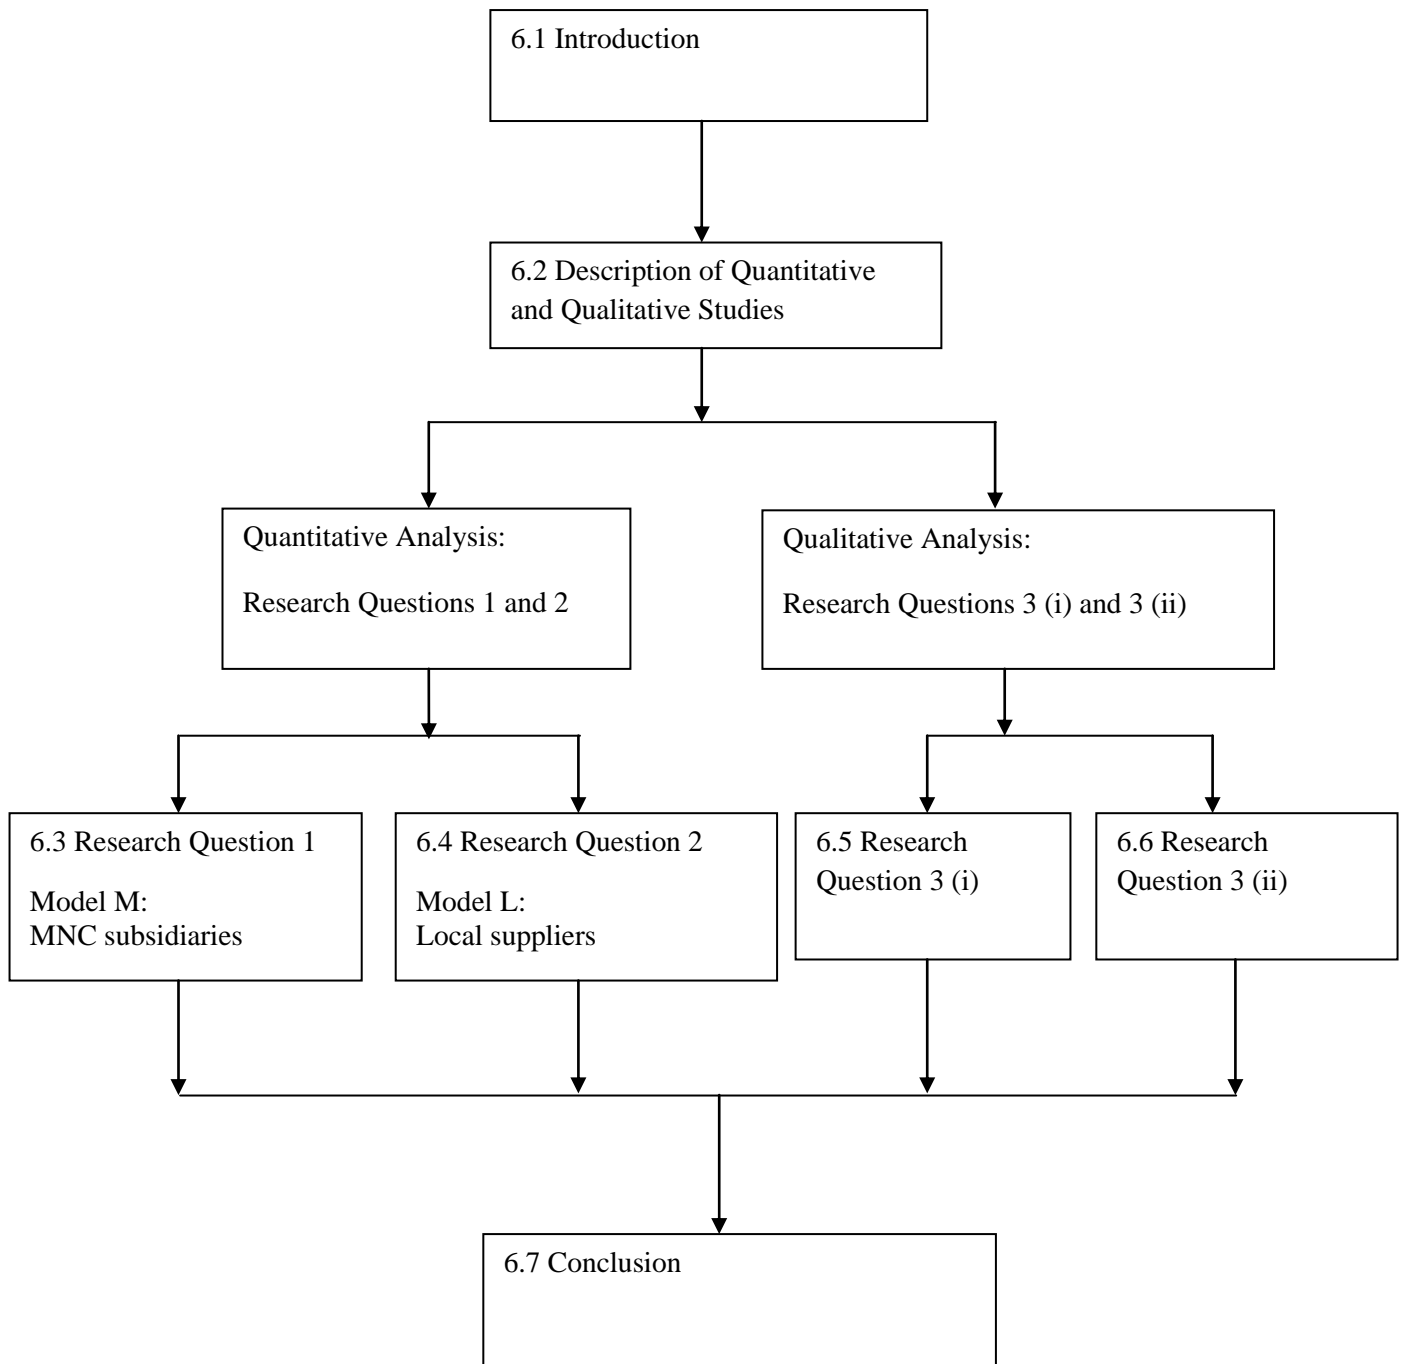 6.1 Introduction
6.2 Description of Quantitative
and Qualitative Studies
Quantitative Analysis:
Research Questions 1 and 2
Qualitative Analysis:
Research Questions 3 (i) and 3 (ii)
6.3 Research Question 1
Model M:
MNC subsidiaries
6.4 Research Question 2
Model L:
Local suppliers
6.5 Research
Question 3 (i)
6.6 Research
Question 3 (ii)
6.7 Conclusion